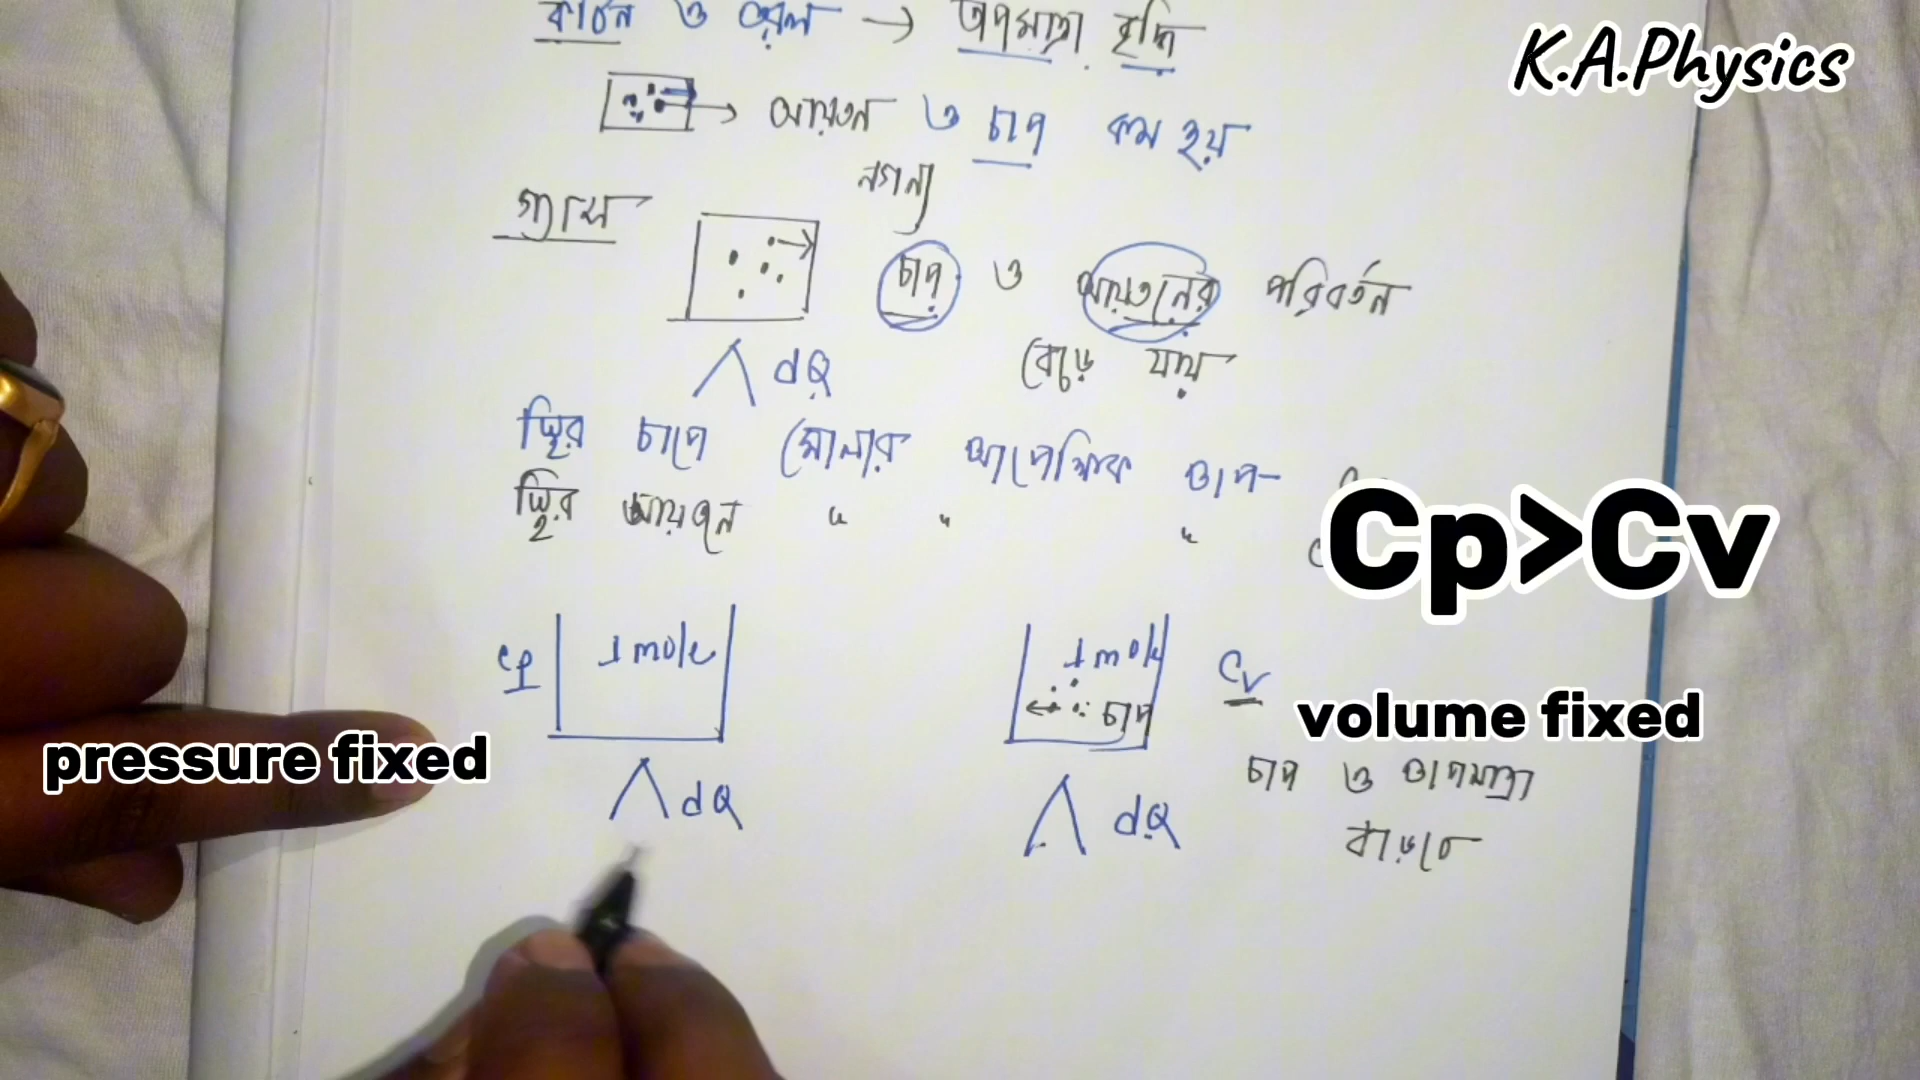 কঠিন ও তরল → তাপমাত্রা বৃদ্ধি
K.A.Physics
→ আয়তন ও চাপ কম হয়
নগন্য
গ্যাস
চাপ ও আয়তনের পরিবর্তন
বেড়ে যায়
dQ
স্থির চাপে মোলার আপেক্ষিক তাপ-
স্থির আয়তনে " " "
Cp>Cv
Cp 1 mole
1 mole Cv
চাপ
pressure fixed
volume fixed
চাপ ও তাপমাত্রা
বাড়বে
dQ
dQ